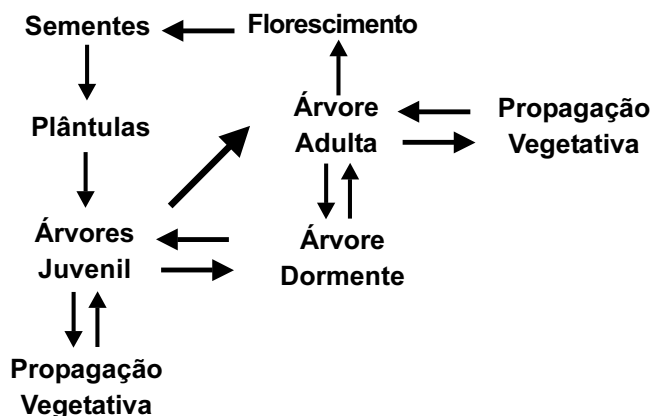 Sementes
Florescimento
Plântulas
Árvore
Adulta
Propagação
Vegetativa
Árvores
Juvenil
Árvore
Dormente
Propagação
Vegetativa